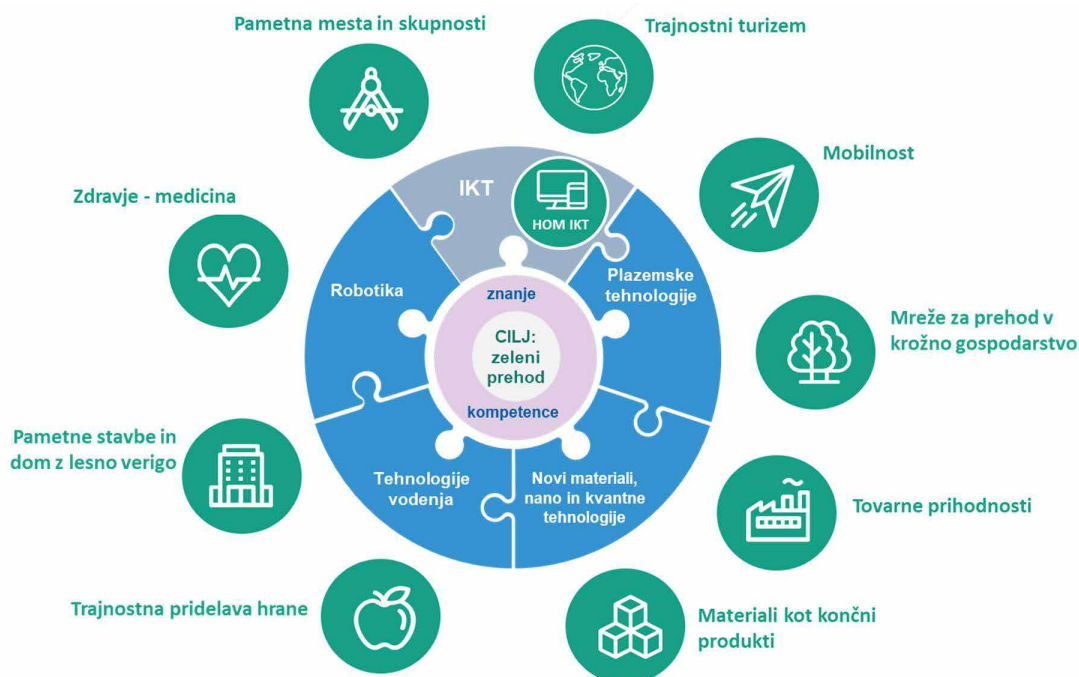 Pametna mesta in skupnosti
Trajnostni turizem
Mobilnost
Zdravje - medicina
IKT
HOM IKT
Robotika
Plazemske
tehnologije
znanje
CILJ:
zeleni
prehod
kompetence
Mreže za prehod v
krožno gospodarstvo
Pametne stavbe in
dom z lesno verigo
Tehnologije
vodenja
Novi materiali,
nano in kvantne
tehnologije
Tovarne prihodnosti
Trajnostna pridelava hrane
Materiali kot končni
produkti